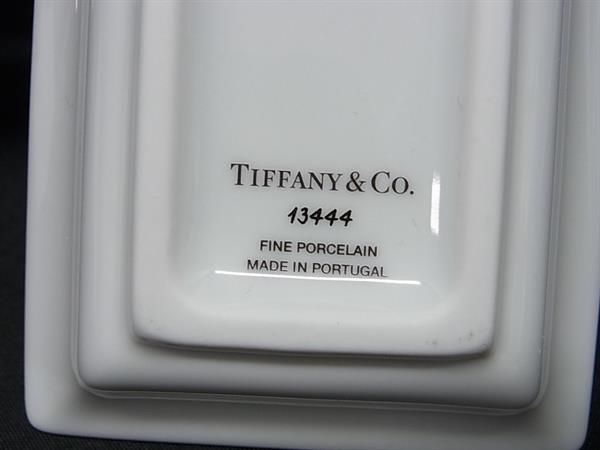 TIFFANY & CO.
13444
FINE PORCELAIN
MADE IN PORTUGAL